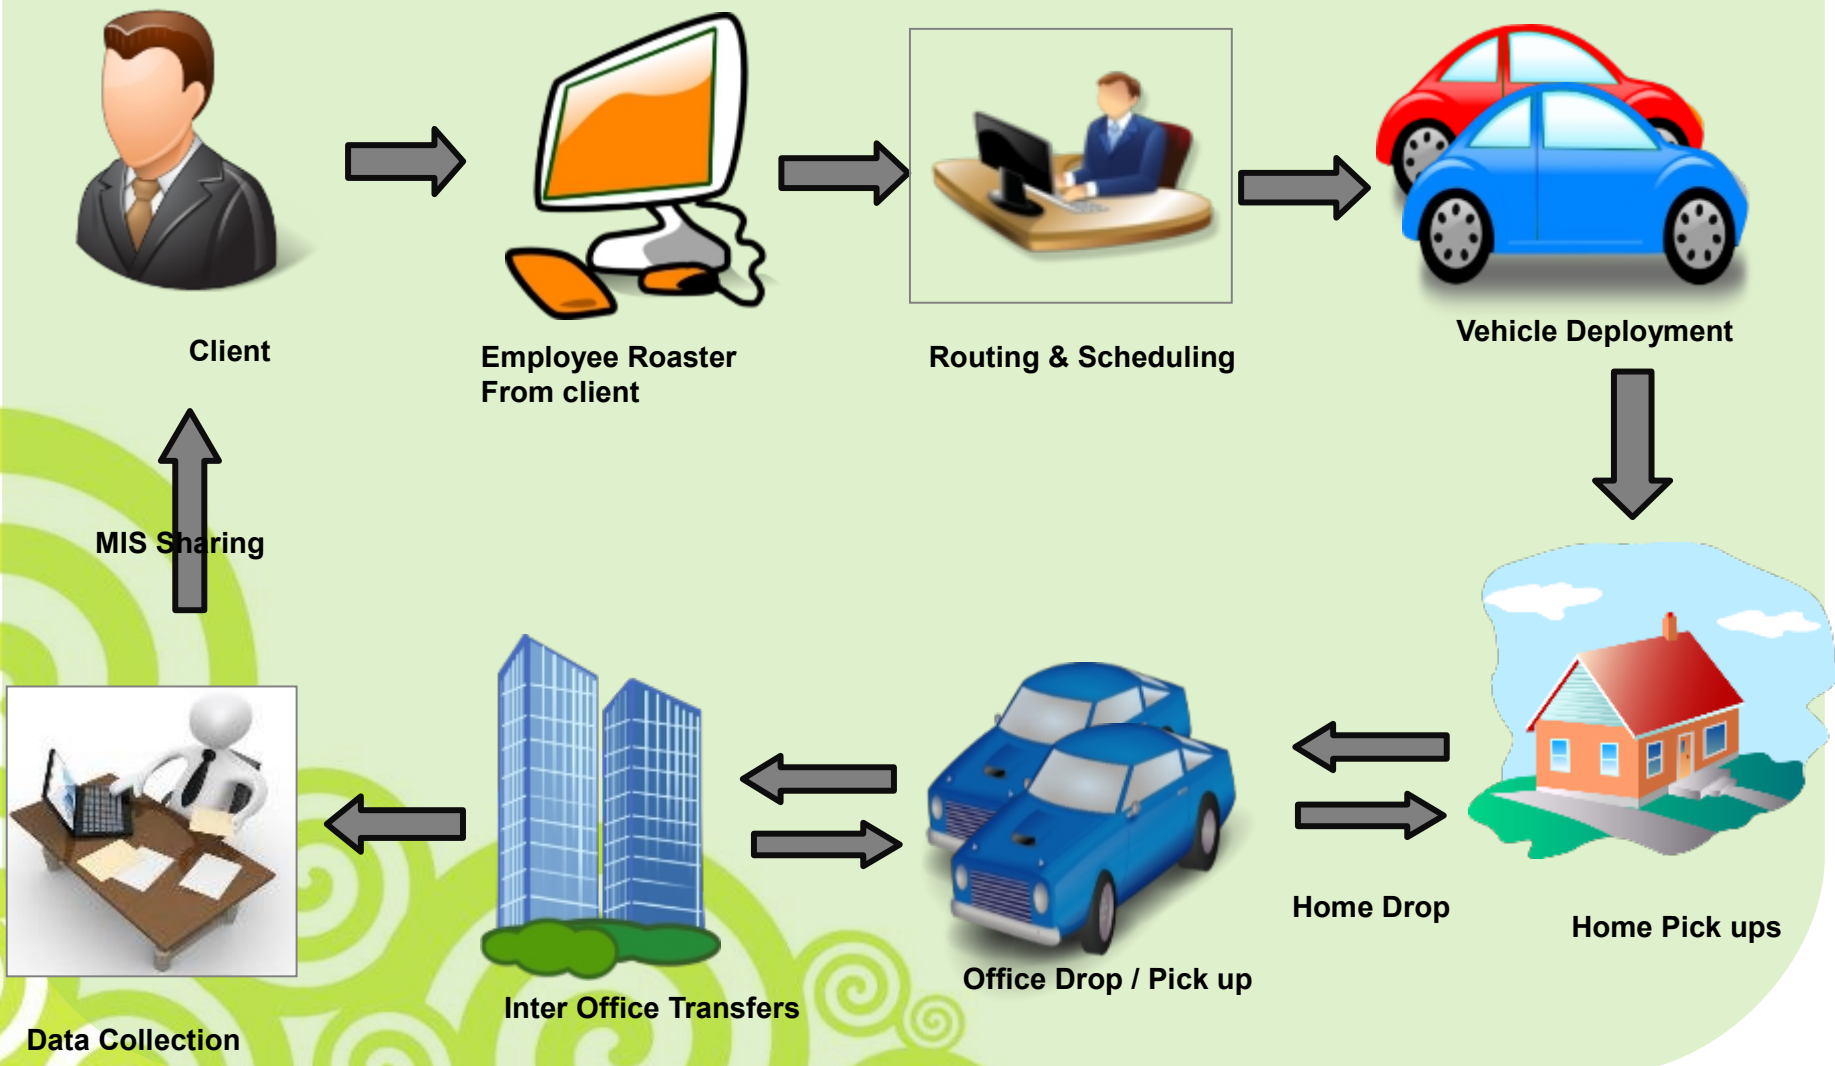 Client
Employee Roaster
From client
Routing & Scheduling
Vehicle Deployment
MIS Sharing
Home Drop
Home Pick ups
Office Drop / Pick up
Inter Office Transfers
Data Collection